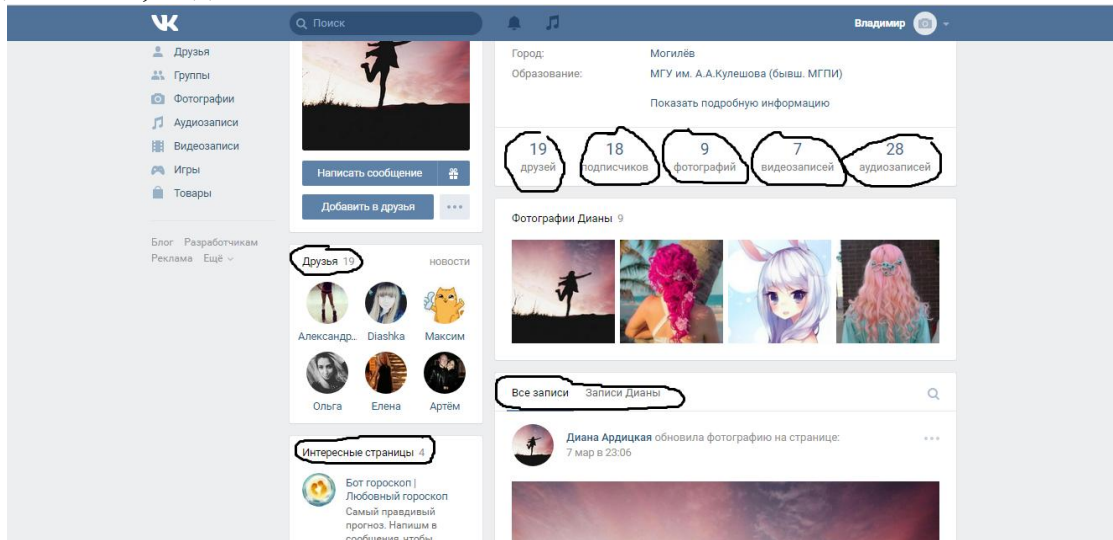 Поиск
Владимир
Друзья
Группы
Фотографии
Аудиозаписи
Видеозаписи
Игры
Товары
Блог Разработчикам
Реклама Ещё
Написать сообщение
Добавить в друзья
Друзья 19 новости
Александр.. Diashka Максим
Ольга Елена Артём
Интересные страницы 4
Бот гороскоп |
Любовный гороскоп
Самый правдивый
прогноз. Напишм в
сообщения, чтобы
Город: Могилёв
Образование: МГУ им. А.А.Кулешова (бывш. МГПИ)
Показать подробную информацию
19 18 9 7 28
друзей подписчиков фотографий видеозаписей аудиозаписей
Фотографии Дианы 9
Все записи Записи Дианы
Диана Ардицкая обновила фотографию на странице:
7 мар в 23:06